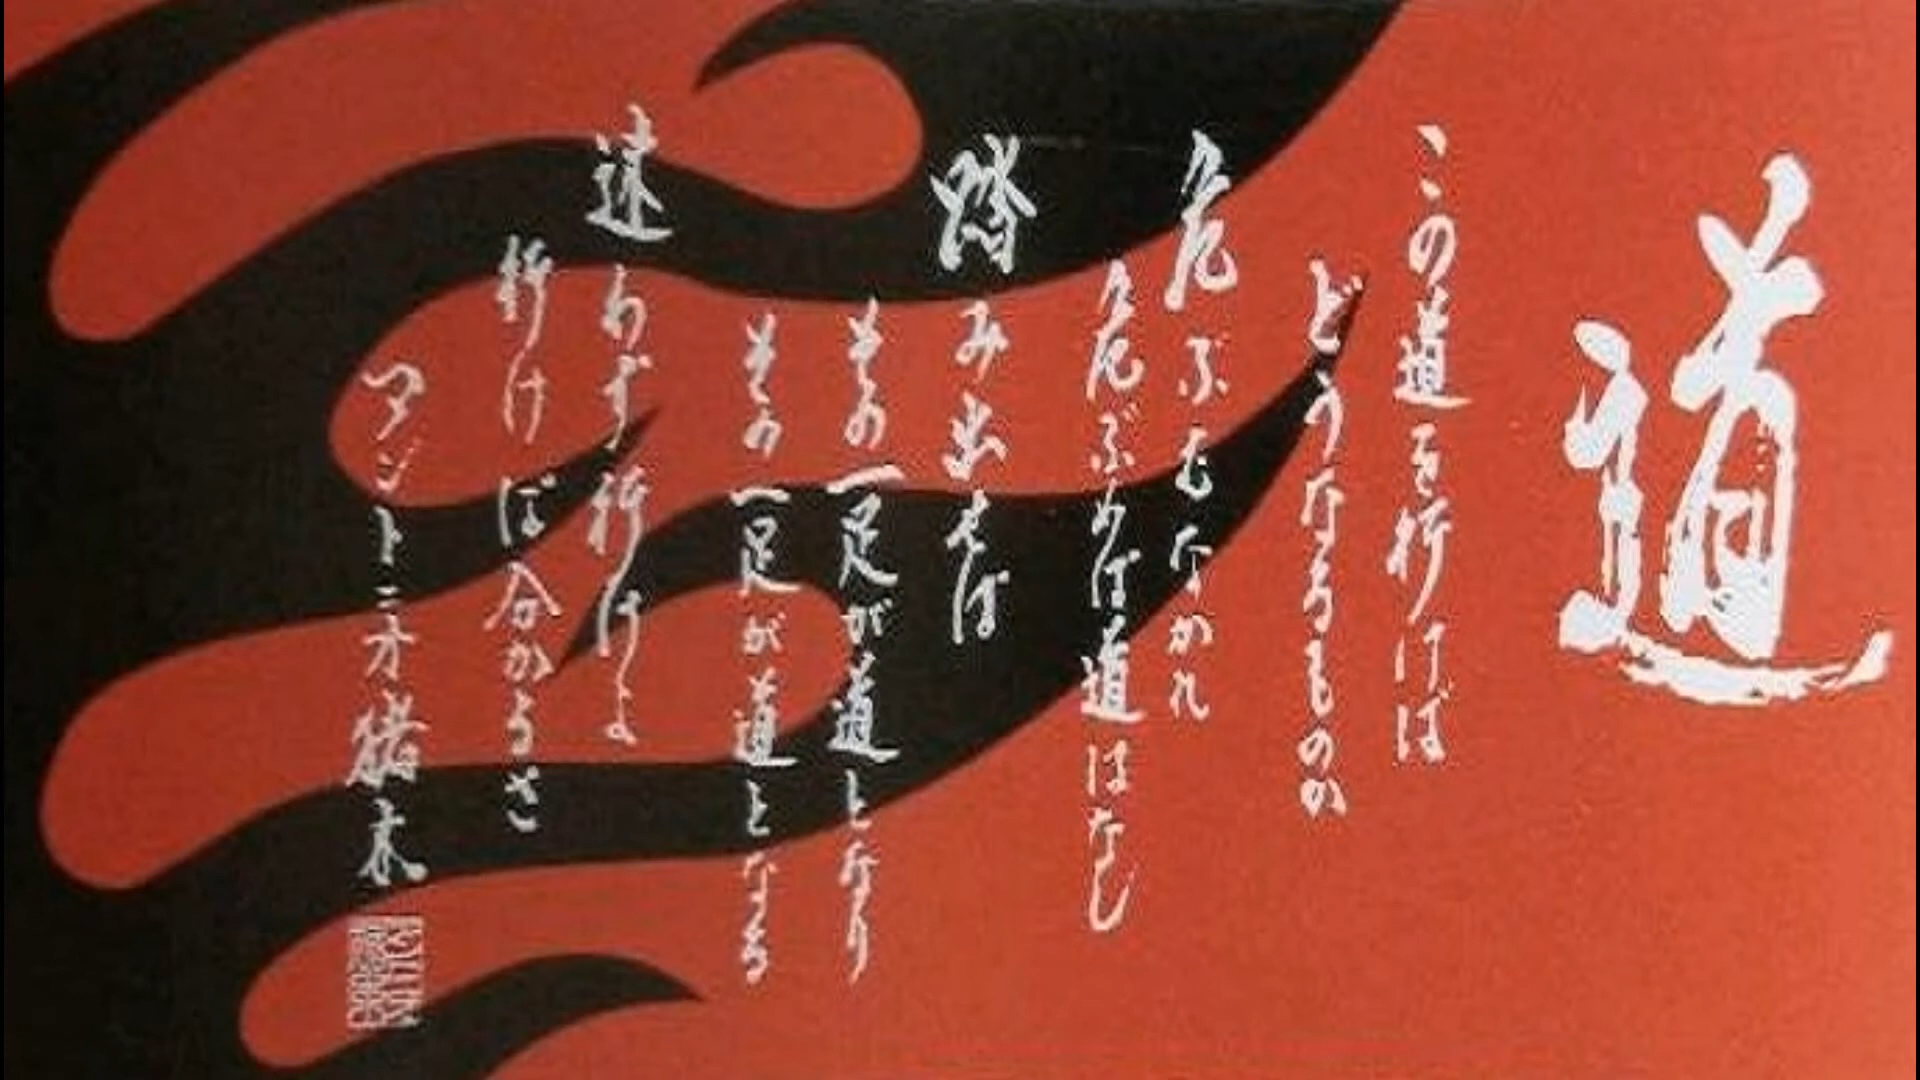 道
この道を行けば
どうなるものか
危ぶむなかれ
危ぶめば道はなし
踏み出せば
その一足が道となり
その一足が道となる
迷わず行けよ
行けば分かるさ
アントニオ猪木